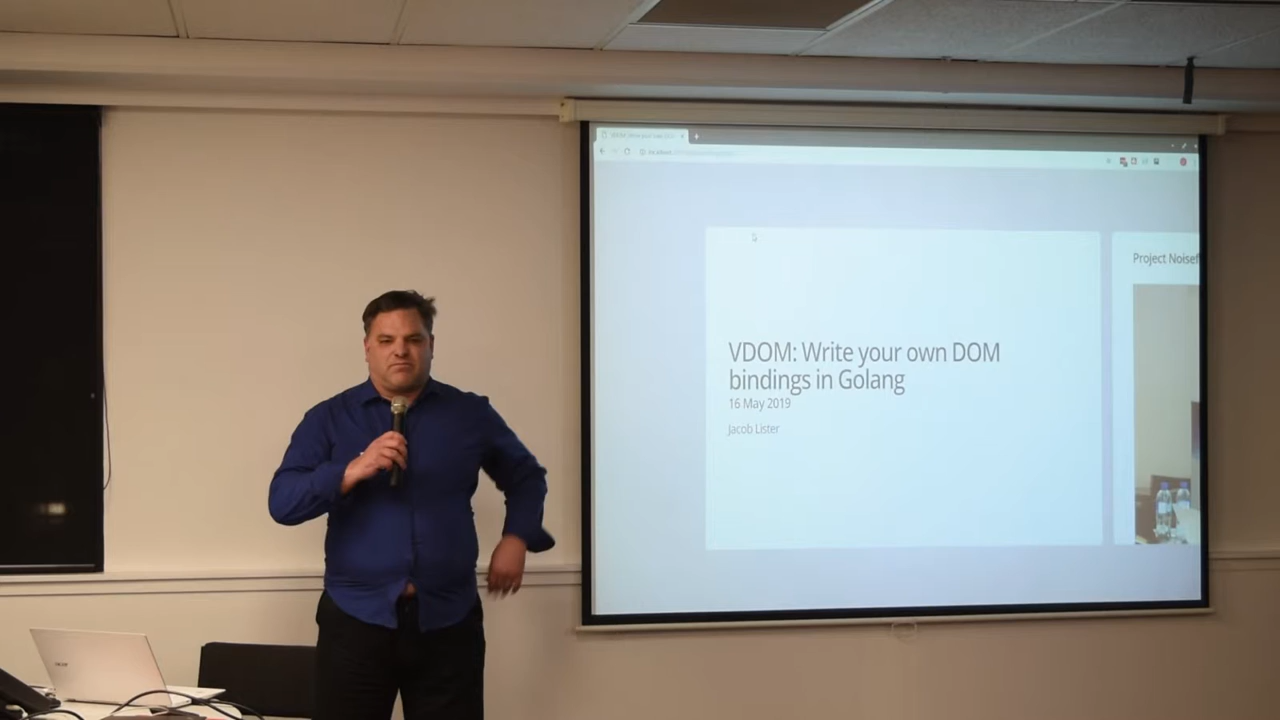 VDOM: Write your own DOM
bindings in Golang
16 May 2019
Jacob Lister
Project Noisef